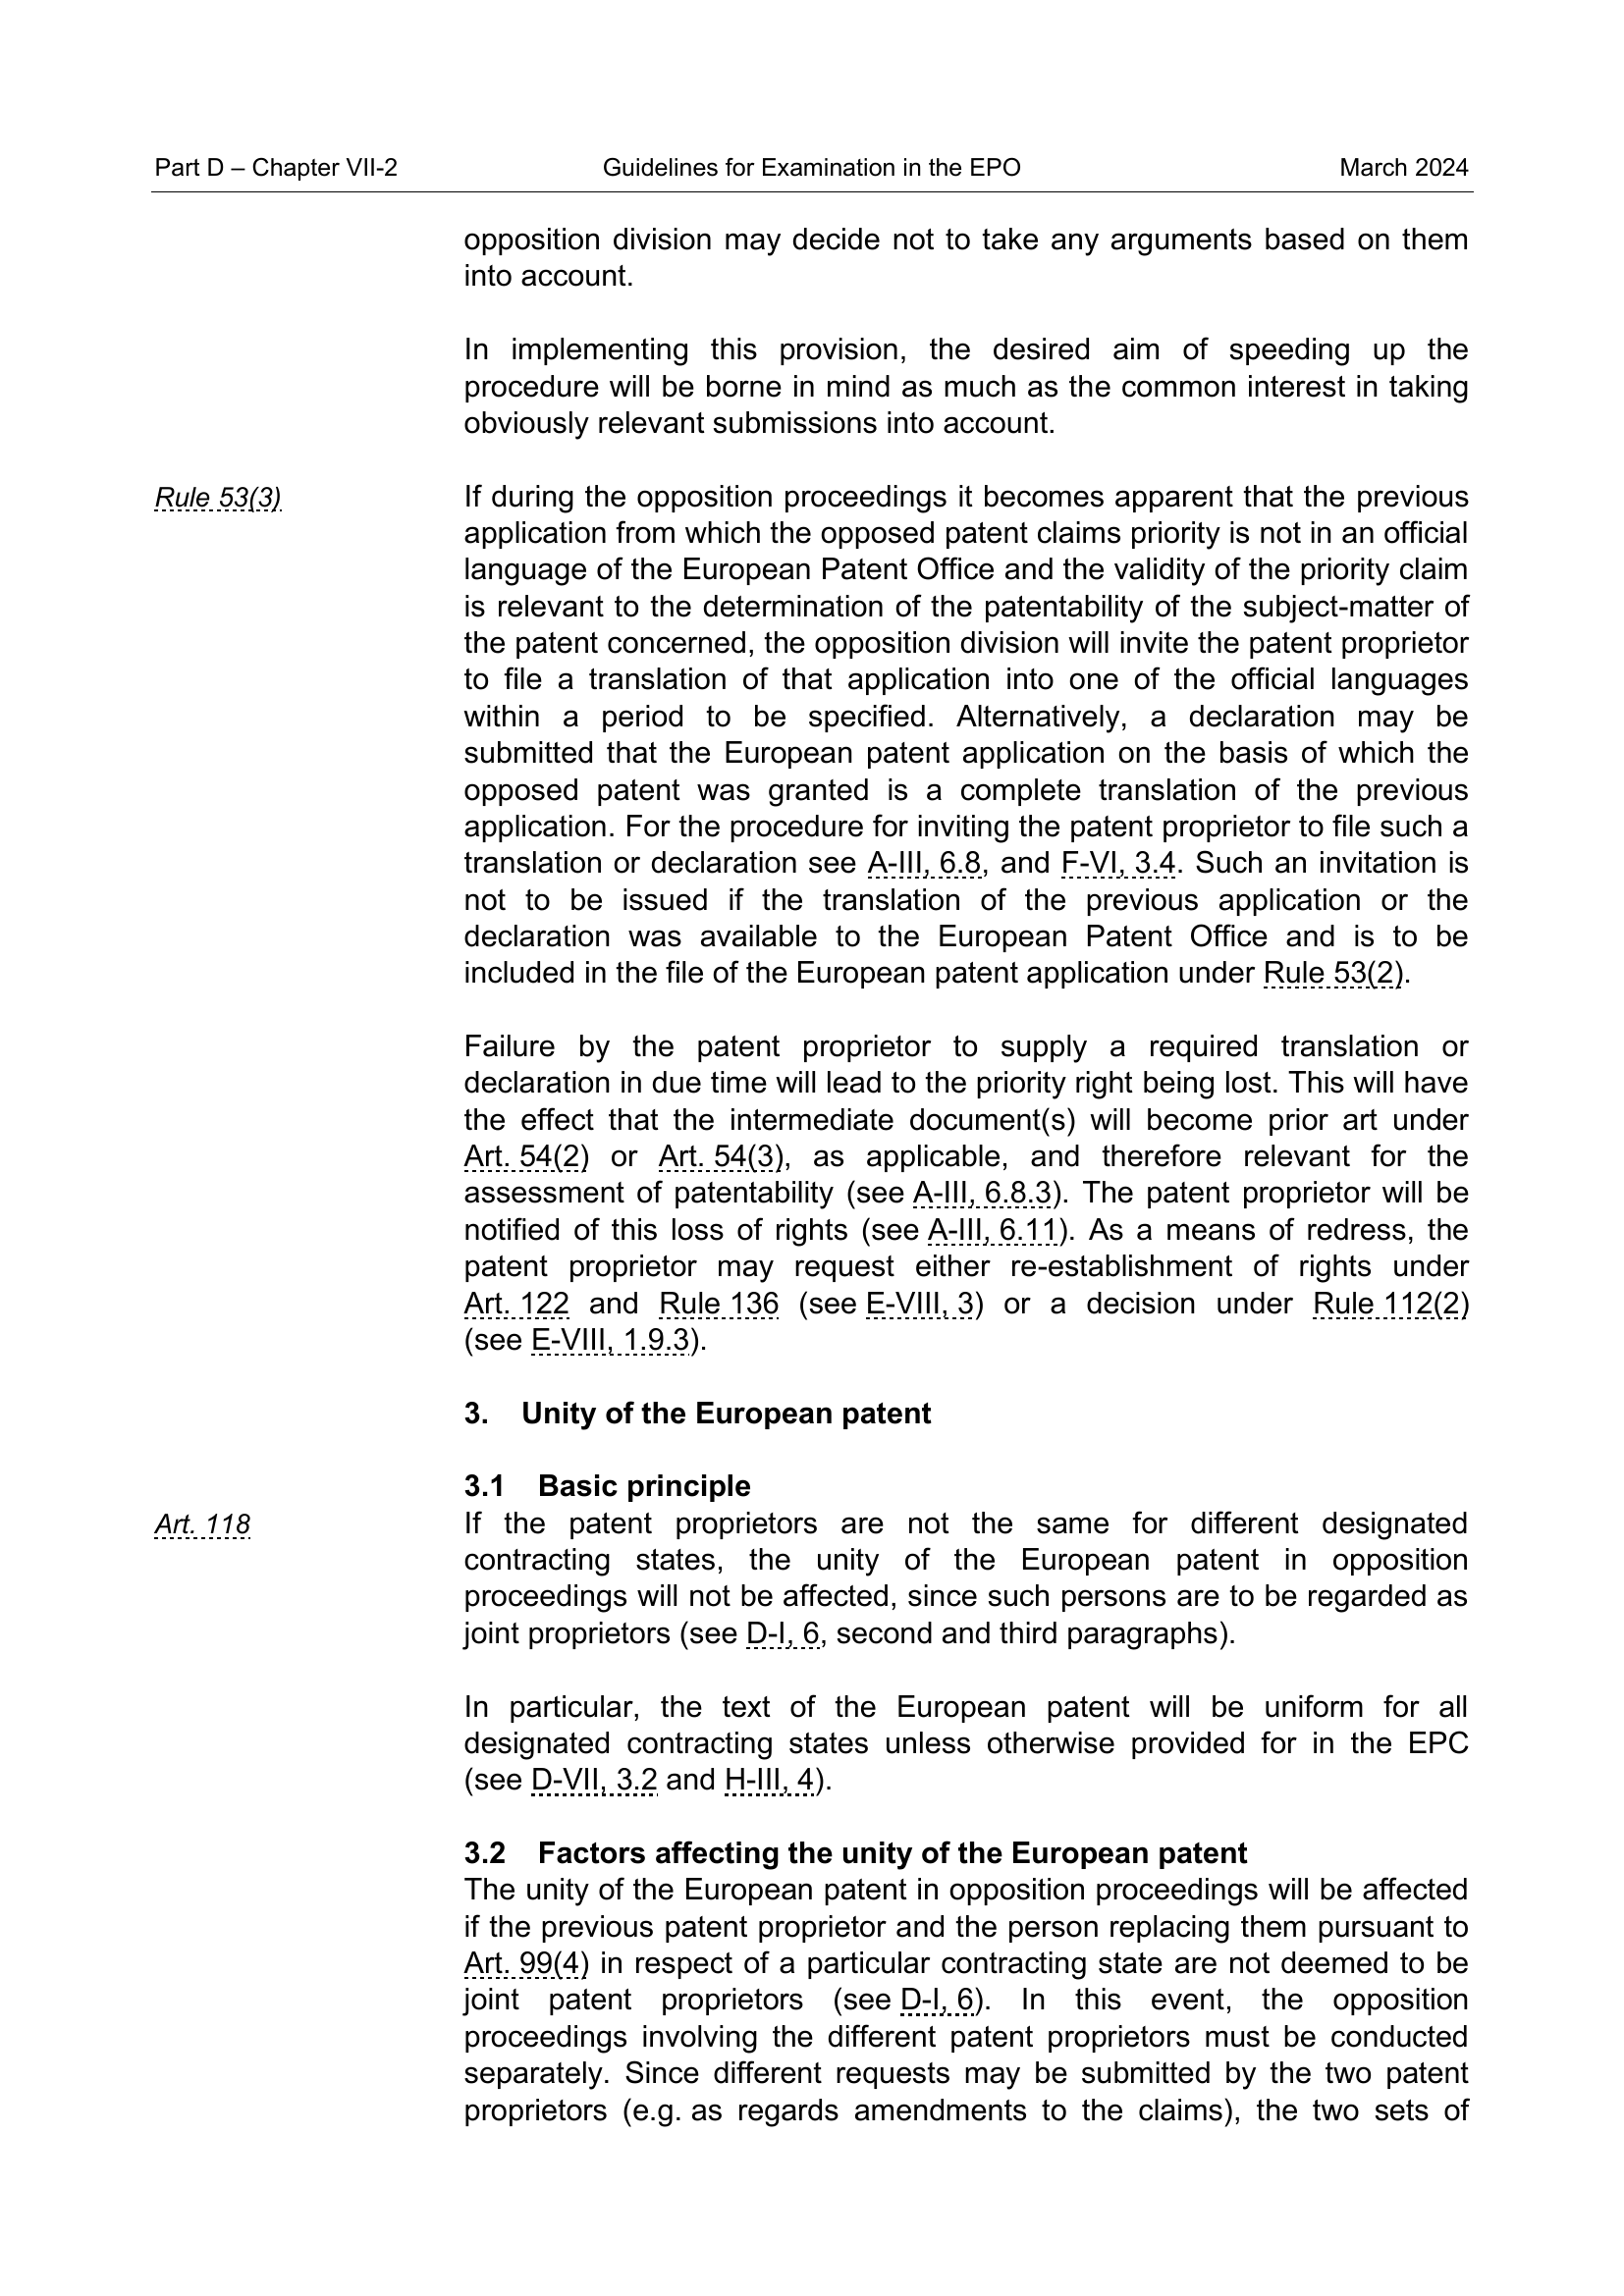 Part D – Chapter VII-2 Guidelines for Examination in the EPO March 2024
opposition division may decide not to take any arguments based on them
into account.
In implementing this provision, the desired aim of speeding up the
procedure will be borne in mind as much as the common interest in taking
obviously relevant submissions into account.
Rule 53(3) If during the opposition proceedings it becomes apparent that the previous
application from which the opposed patent claims priority is not in an official
language of the European Patent Office and the validity of the priority claim
is relevant to the determination of the patentability of the subject-matter of
the patent concerned, the opposition division will invite the patent proprietor
to file a translation of that application into one of the official languages
within a period to be specified. Alternatively, a declaration may be
submitted that the European patent application on the basis of which the
opposed patent was granted is a complete translation of the previous
application. For the procedure for inviting the patent proprietor to file such a
translation or declaration see A-III, 6.8, and F-VI, 3.4. Such an invitation is
not to be issued if the translation of the previous application or the
declaration was available to the European Patent Office and is to be
included in the file of the European patent application under Rule 53(2).
Failure by the patent proprietor to supply a required translation or
declaration in due time will lead to the priority right being lost. This will have
the effect that the intermediate document(s) will become prior art under
Art. 54(2) or Art. 54(3), as applicable, and therefore relevant for the
assessment of patentability (see A-III, 6.8.3). The patent proprietor will be
notified of this loss of rights (see A-III, 6.11). As a means of redress, the
patent proprietor may request either re-establishment of rights under
Art. 122 and Rule 136 (see E-VIII, 3) or a decision under Rule 112(2)
(see E-VIII, 1.9.3).
3. Unity of the European patent
3.1 Basic principle
Art. 118 If the patent proprietors are not the same for different designated
contracting states, the unity of the European patent in opposition
proceedings will not be affected, since such persons are to be regarded as
joint proprietors (see D-I, 6, second and third paragraphs).
In particular, the text of the European patent will be uniform for all
designated contracting states unless otherwise provided for in the EPC
(see D-VII, 3.2 and H-III, 4).
3.2 Factors affecting the unity of the European patent
The unity of the European patent in opposition proceedings will be affected
if the previous patent proprietor and the person replacing them pursuant to
Art. 99(4) in respect of a particular contracting state are not deemed to be
joint patent proprietors (see D-I, 6). In this event, the opposition
proceedings involving the different patent proprietors must be conducted
separately. Since different requests may be submitted by the two patent
proprietors (e.g. as regards amendments to the claims), the two sets of